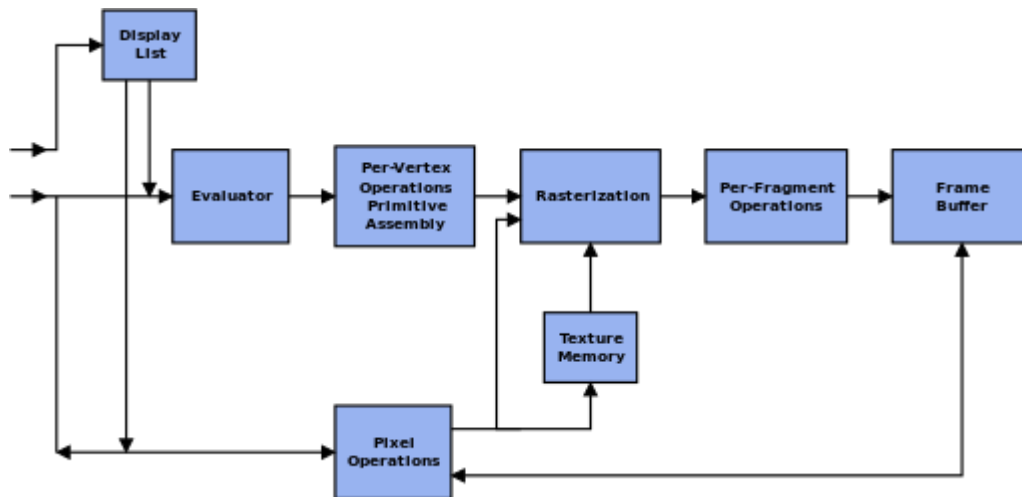 Display
List
Evaluator
Per-Vertex
Operations
Primitive
Assembly
Rasterization
Per-Fragment
Operations
Frame
Buffer
Texture
Memory
Pixel
Operations